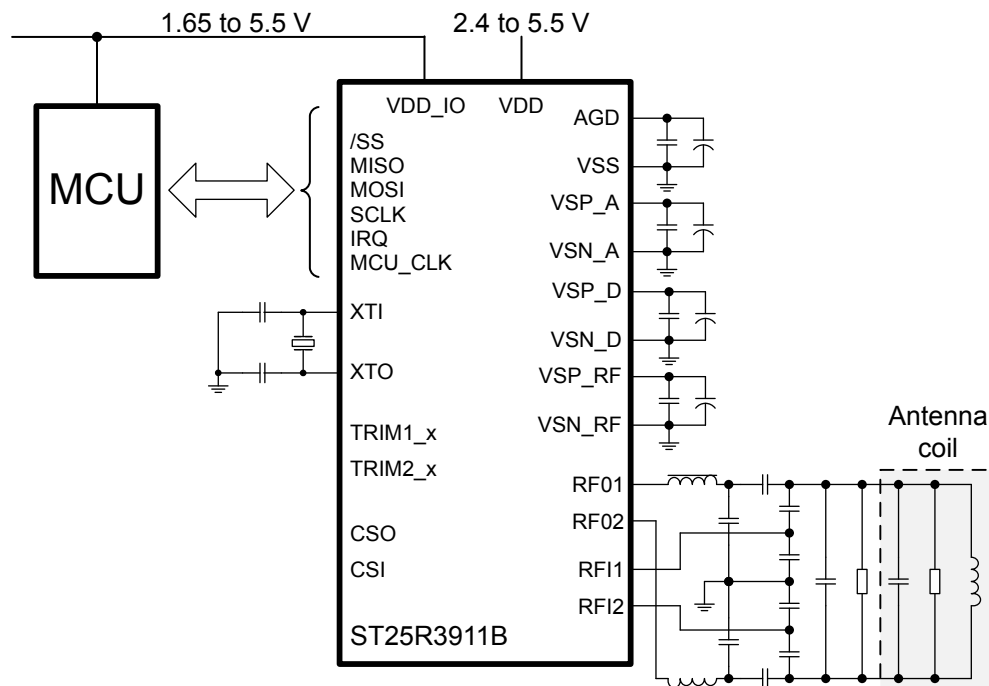 1.65 to 5.5 V
2.4 to 5.5 V
MCU
VDD_IO
VDD
/SS
MISO
MOSI
SCLK
IRQ
MCU_CLK
XTI
XTO
TRIM1_x
TRIM2_x
CSO
CSI
ST25R3911B
AGD
VSS
VSP_A
VSN_A
VSP_D
VSN_D
VSP_RF
VSN_RF
RF01
RF02
RFI1
RFI2
Antenna
coil